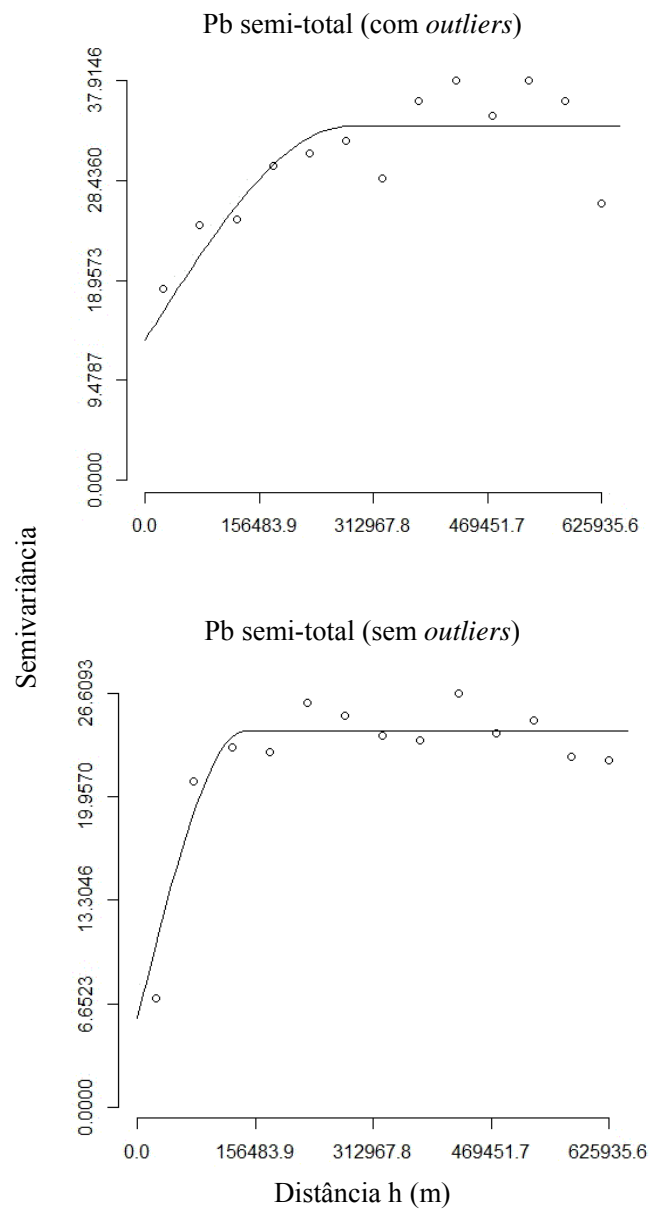 Pb semi-total (com outliers)
37.9146
28.4360
18.9573
9.4787
0.0000
0.0 156483.9 312967.8 469451.7 625935.6
Semivariância
Pb semi-total (sem outliers)
26.6093
19.9570
13.3046
6.6523
0.0000
0.0 156483.9 312967.8 469451.7 625935.6
Distância h (m)